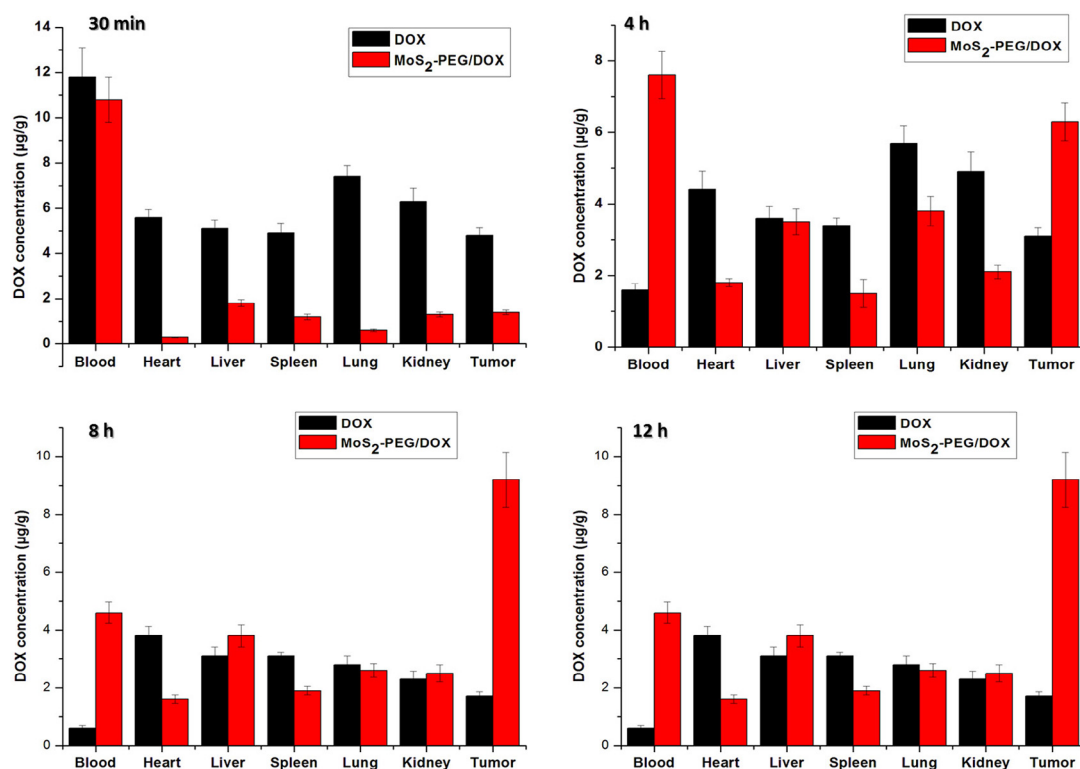 30 min
DOX
MoS2-PEG/DOX
DOX concentration (µg/g)
14
12
10
8
6
4
2
0
Blood Heart Liver Spleen Lung Kidney Tumor
4 h
DOX
MoS2-PEG/DOX
DOX concentration (µg/g)
8
6
4
2
0
Blood Heart Liver Spleen Lung Kidney Tumor
8 h
DOX
MoS2-PEG/DOX
DOX concentration (µg/g)
10
8
6
4
2
0
Blood Heart Liver Spleen Lung Kidney Tumor
12 h
DOX
MoS2-PEG/DOX
DOX concentration (µg/g)
10
8
6
4
2
0
Blood Heart Liver Spleen Lung Kidney Tumor